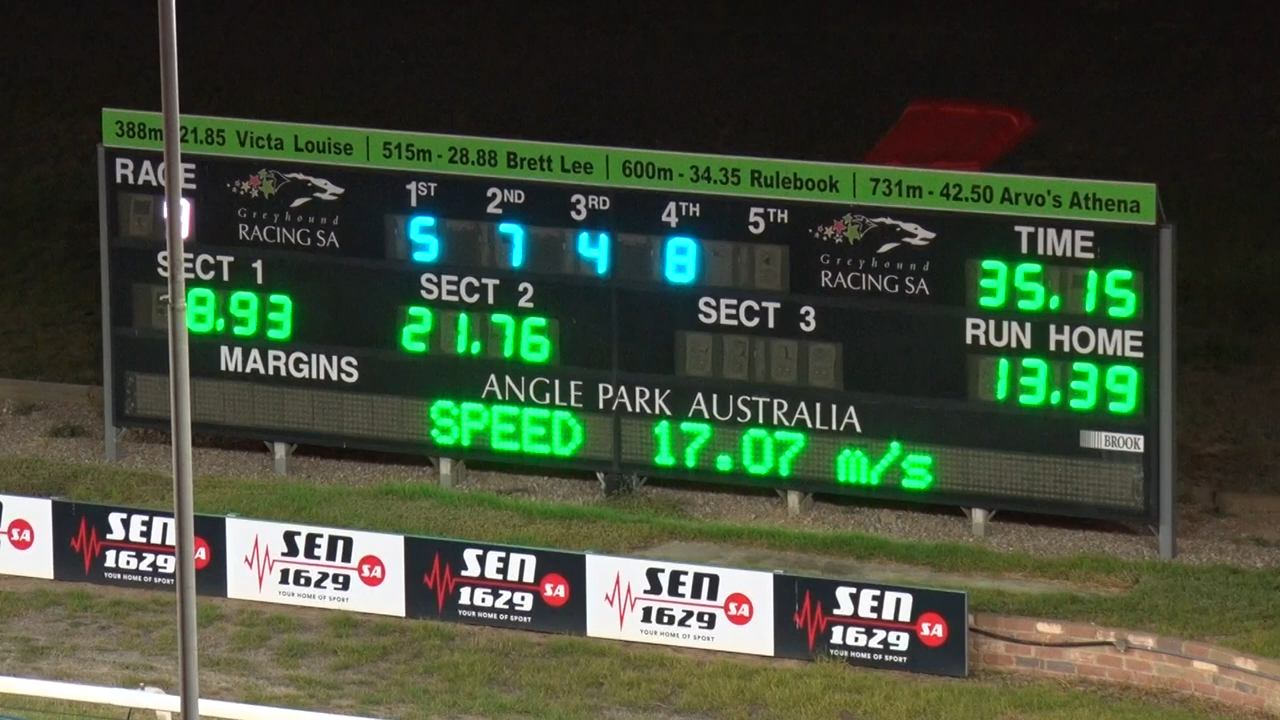 388m 21.85 Victa Louise | 515m - 28.88 Brett Lee | 600m - 34.35 Rulebook | 731m - 42.50 Arvo's Athena
RACE
Greyhound
RACING SA
1ST 2ND 3RD 4TH 5TH
5 7 4 8
Greyhound
RACING SA
TIME
35.15
SECT 1
8.93
SECT 2
21.76
SECT 3
RUN HOME
13.39
MARGINS
ANGLE PARK AUSTRALIA
SPEED 17.07 m/s
BROOK
SA
SEN
1629
SA
YOUR HOME OF SPORT
SEN
1629
SA
YOUR HOME OF SPORT
SEN
1629
SA
YOUR HOME OF SPORT
SEN
1629
SA
YOUR HOME OF SPORT
SEN
1629
SA
YOUR HOME OF SPORT